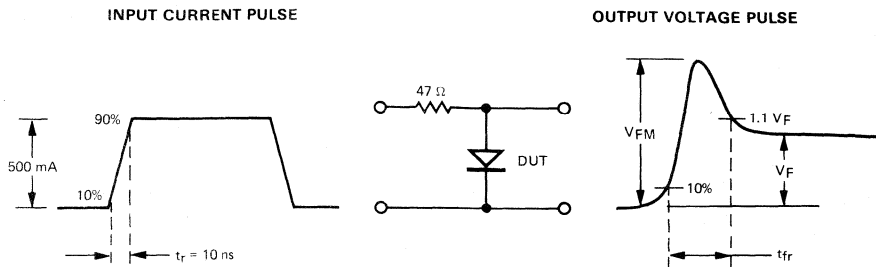 INPUT CURRENT PULSE
90%
500 mA
10%
t_r = 10 ns
47 Ω
DUT
OUTPUT VOLTAGE PULSE
V_FM
1.1 V_F
V_F
10%
t_fr